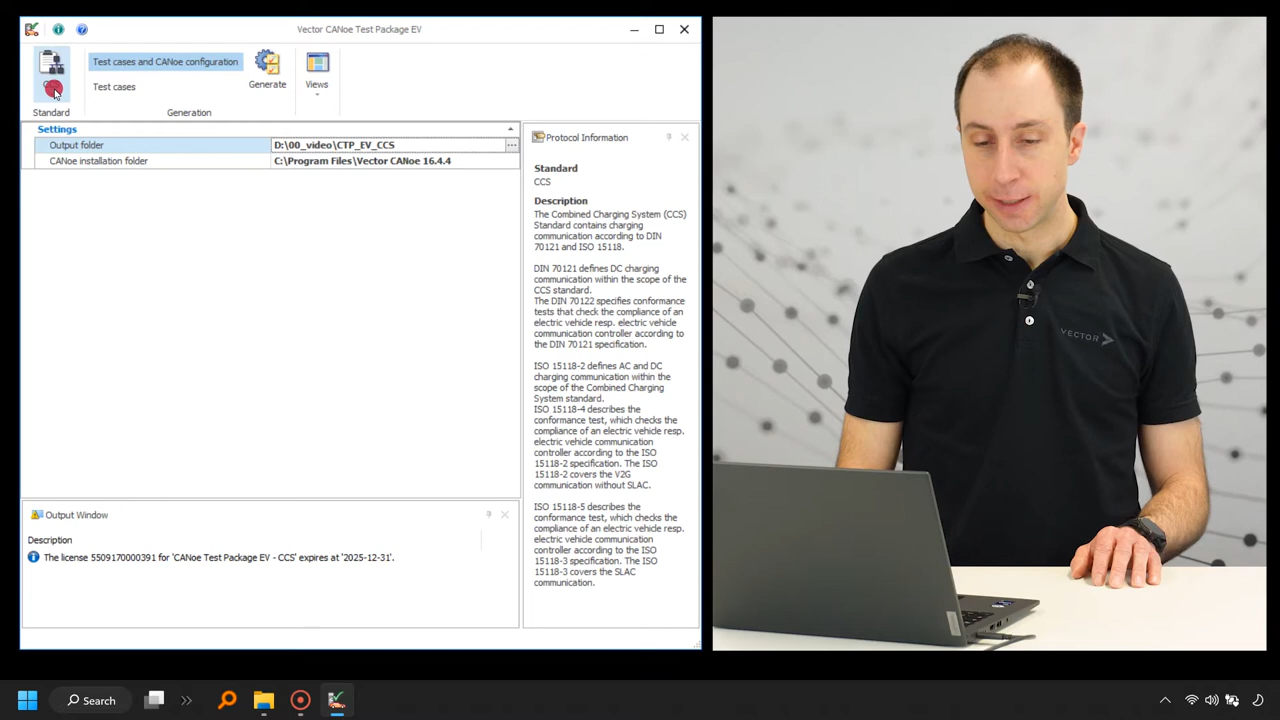 Vector CANoe Test Package EV
Test cases and CANoe configuration
Test cases
Generate
Views
Standard
Generation
Settings
Output folder
D:\00_video\CTP_EV_CCS
CANoe installation folder
C:\Program Files\Vector CANoe 16.4.4
Protocol Information
Standard
CCS
Description
The Combined Charging System (CCS)
Standard contains charging
communication according to DIN
70121 and ISO 15118.
DIN 70121 defines DC charging
communication within the scope of the
CCS standard.
The DIN 70122 specifies conformance
tests that check the compliance of an
electric vehicle resp. electric vehicle
communication controller according to
the DIN 70121 specification.
ISO 15118-2 defines AC and DC
charging communication within the
scope of the Combined Charging
System standard.
ISO 15118-4 describes the
conformance test, which checks the
compliance of an electric vehicle resp.
electric vehicle communication
controller according to the ISO
15118-2 specification. The ISO
15118-2 covers the V2G
communication without SLAC.
ISO 15118-5 describes the
conformance test, which checks the
compliance of an electric vehicle resp.
electric vehicle communication
controller according to the ISO
15118-3 specification. The ISO
15118-3 covers the SLAC
communication.
Output Window
Description
The license 5509170000391 for 'CANoe Test Package EV - CCS' expires at '2025-12-31'.
VECTOR
Search